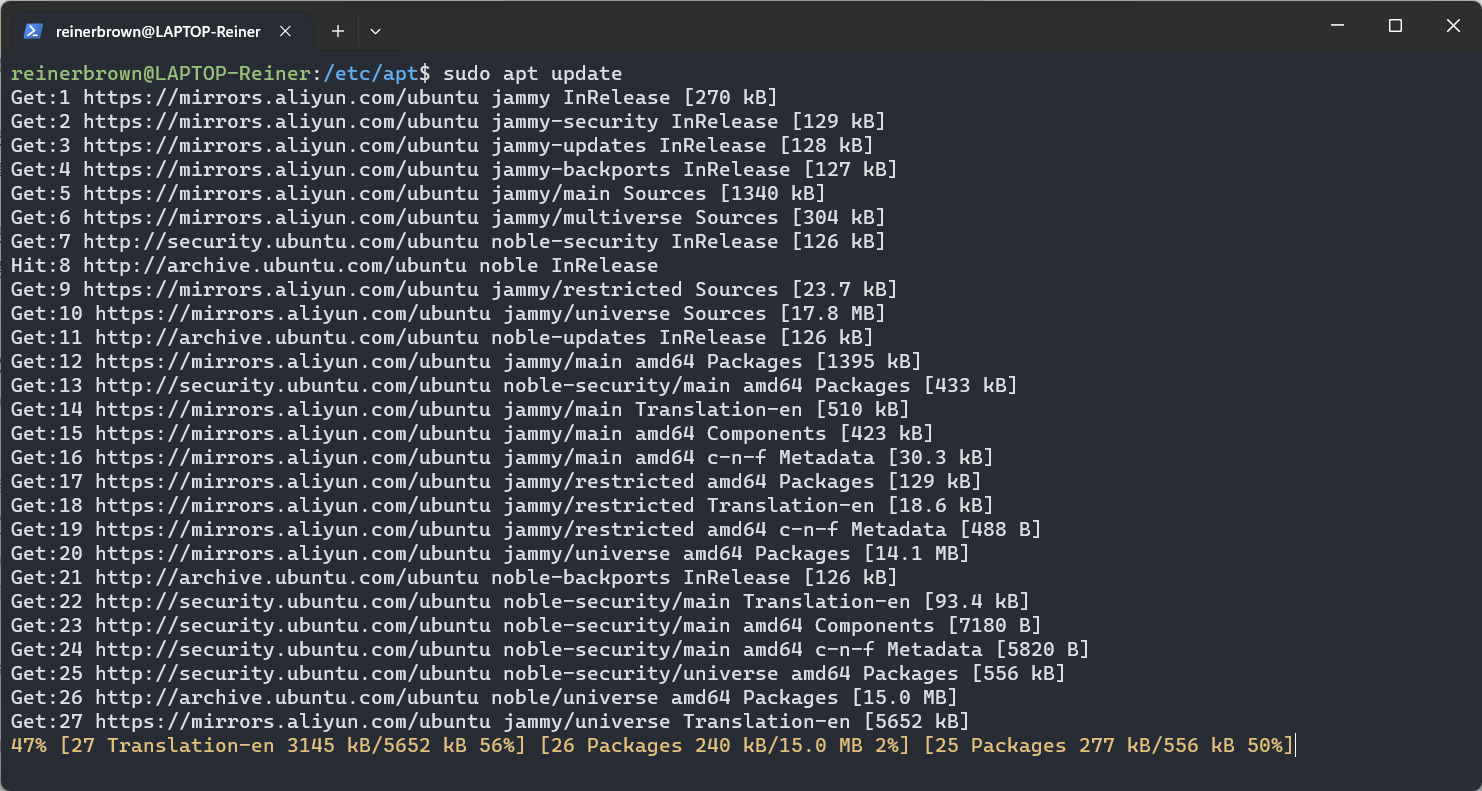 reinerbrown@LAPTOP-Reiner
reinerbrown@LAPTOP-Reiner:/etc/apt$ sudo apt update
Get:1 https://mirrors.aliyun.com/ubuntu jammy InRelease [270 kB]
Get:2 https://mirrors.aliyun.com/ubuntu jammy-security InRelease [129 kB]
Get:3 https://mirrors.aliyun.com/ubuntu jammy-updates InRelease [128 kB]
Get:4 https://mirrors.aliyun.com/ubuntu jammy-backports InRelease [127 kB]
Get:5 https://mirrors.aliyun.com/ubuntu jammy/main Sources [1340 kB]
Get:6 https://mirrors.aliyun.com/ubuntu jammy/multiverse Sources [304 kB]
Get:7 http://security.ubuntu.com/ubuntu noble-security InRelease [126 kB]
Hit:8 http://archive.ubuntu.com/ubuntu noble InRelease
Get:9 https://mirrors.aliyun.com/ubuntu jammy/restricted Sources [23.7 kB]
Get:10 https://mirrors.aliyun.com/ubuntu jammy/universe Sources [17.8 MB]
Get:11 http://archive.ubuntu.com/ubuntu noble-updates InRelease [126 kB]
Get:12 https://mirrors.aliyun.com/ubuntu jammy/main amd64 Packages [1395 kB]
Get:13 http://security.ubuntu.com/ubuntu noble-security/main amd64 Packages [433 kB]
Get:14 https://mirrors.aliyun.com/ubuntu jammy/main Translation-en [510 kB]
Get:15 https://mirrors.aliyun.com/ubuntu jammy/main amd64 Components [423 kB]
Get:16 https://mirrors.aliyun.com/ubuntu jammy/main amd64 c-n-f Metadata [30.3 kB]
Get:17 https://mirrors.aliyun.com/ubuntu jammy/restricted amd64 Packages [129 kB]
Get:18 https://mirrors.aliyun.com/ubuntu jammy/restricted Translation-en [18.6 kB]
Get:19 https://mirrors.aliyun.com/ubuntu jammy/restricted amd64 c-n-f Metadata [488 B]
Get:20 https://mirrors.aliyun.com/ubuntu jammy/universe amd64 Packages [14.1 MB]
Get:21 http://archive.ubuntu.com/ubuntu noble-backports InRelease [126 kB]
Get:22 http://security.ubuntu.com/ubuntu noble-security/main Translation-en [93.4 kB]
Get:23 http://security.ubuntu.com/ubuntu noble-security/main amd64 Components [7180 B]
Get:24 http://security.ubuntu.com/ubuntu noble-security/main amd64 c-n-f Metadata [5820 B]
Get:25 http://security.ubuntu.com/ubuntu noble-security/universe amd64 Packages [556 kB]
Get:26 http://archive.ubuntu.com/ubuntu noble/universe amd64 Packages [15.0 MB]
Get:27 https://mirrors.aliyun.com/ubuntu jammy/universe Translation-en [5652 kB]
47% [27 Translation-en 3145 kB/5652 kB 56%] [26 Packages 240 kB/15.0 MB 2%] [25 Packages 277 kB/556 kB 50%]